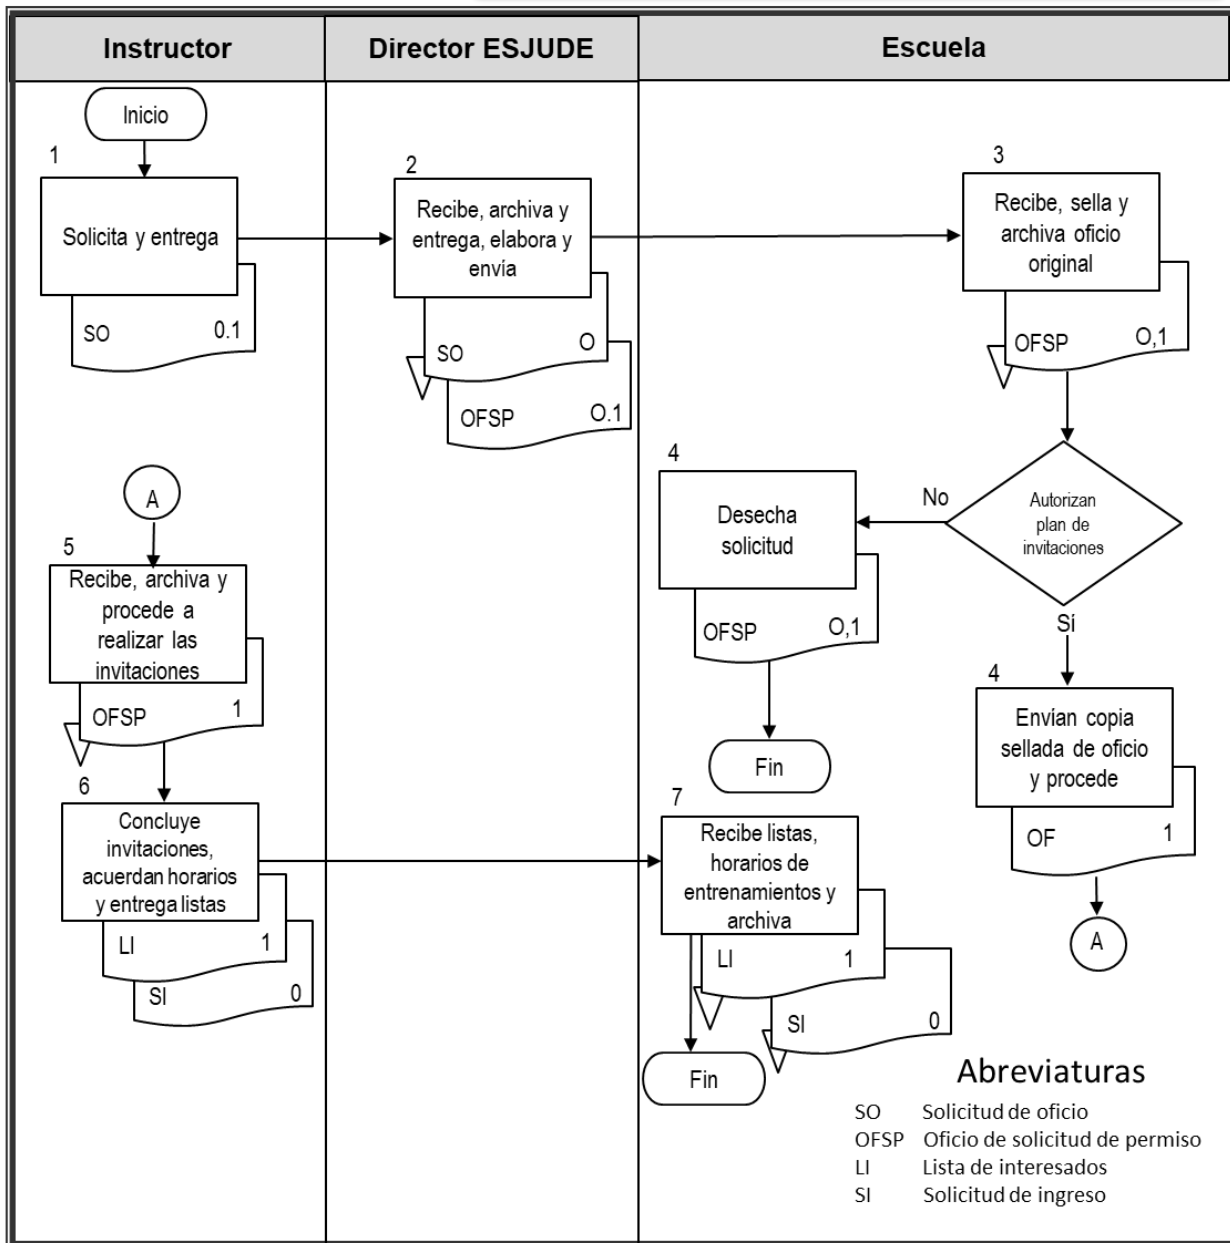 Instructor
Director ESJUDE
Escuela
Inicio
1
Solicita y entrega
SO 0.1
2
Recibe, archiva y
entrega, elabora y
envía
SO O
OFSP O.1
3
Recibe, sella y
archiva oficio
original
OFSP O,1
Autorizan
plan de
invitaciones
No
Sí
4
Desecha
solicitud
OFSP O,1
Fin
4
Envían copia
sellada de oficio
y procede
OF 1
A
A
5
Recibe, archiva y
procede a
realizar las
invitaciones
OFSP 1
6
Concluye
invitaciones,
acuerdan horarios
y entrega listas
LI 1
SI 0
7
Recibe listas,
horarios de
entrenamientos y
archiva
LI 1
SI 0
Fin
Abreviaturas
SO Solicitud de oficio
OFSP Oficio de solicitud de permiso
LI Lista de interesados
SI Solicitud de ingreso